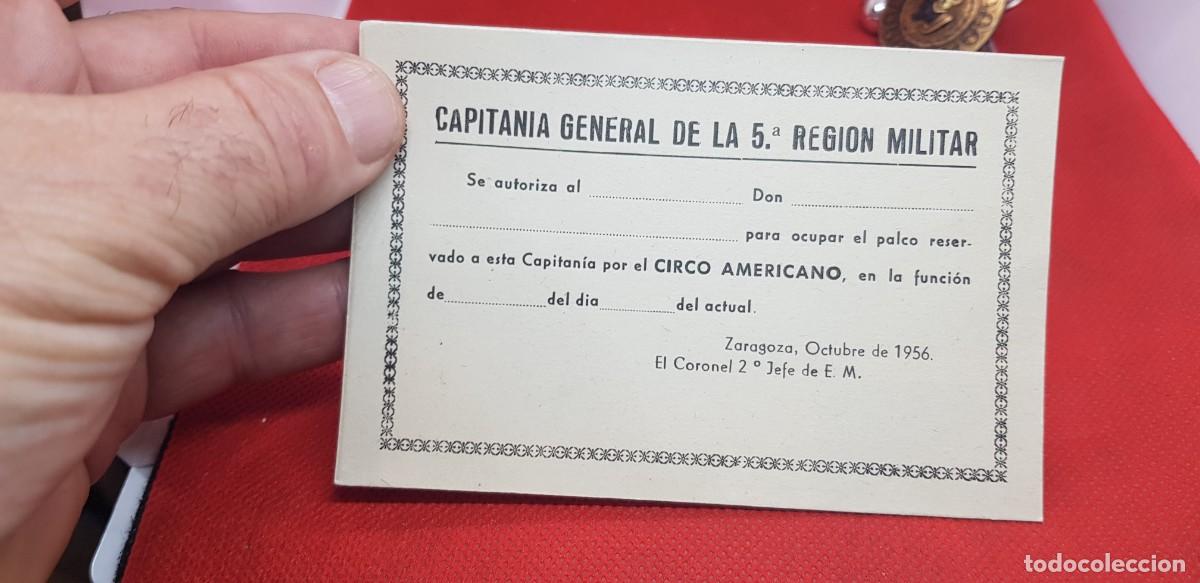 CAPITANIA GENERAL DE LA 5.ª REGION MILITAR
Se autoriza al ........................ Don ........................
........................ para ocupar el palco reser-
vado a esta Capitanía por el CIRCO AMERICANO, en la función
de................del dia............del actual.
Zaragoza, Octubre de 1956.
El Coronel 2º Jefe de E. M.
todocoleccion